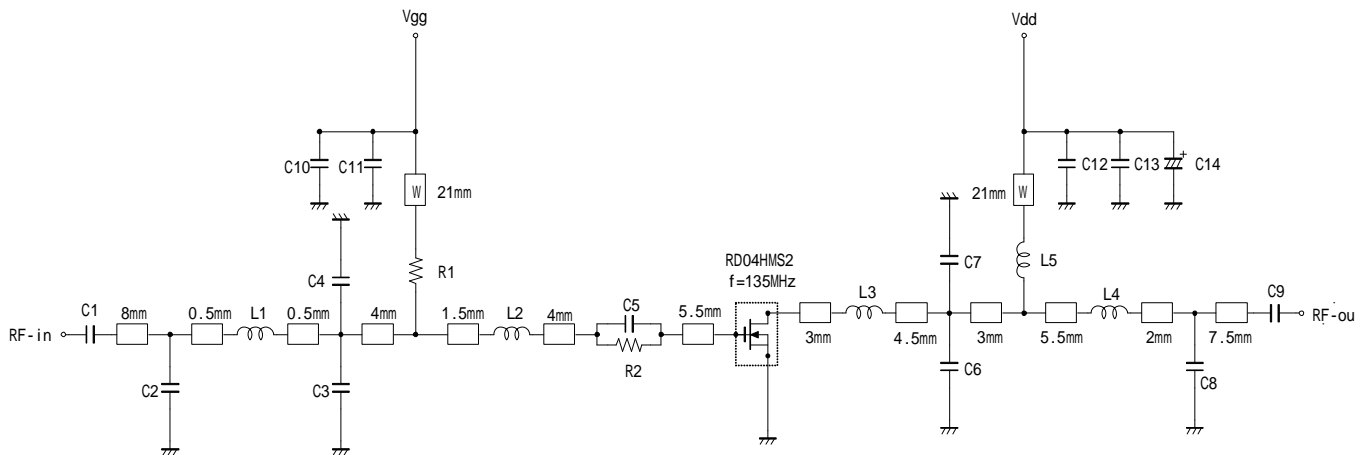 Vgg
Vdd
C10
C11
W
21mm
W
21mm
C12
C13
+
C14
C4
R1
RD04HMS2
f=135MHz
C7
L5
RF-in
C1
8mm
0.5mm
L1
0.5mm
4mm
1.5mm
L2
4mm
C5
R2
5.5mm
3mm
L3
4.5mm
3mm
5.5mm
L4
2mm
7.5mm
C9
RF-ou
C2
C3
C6
C8